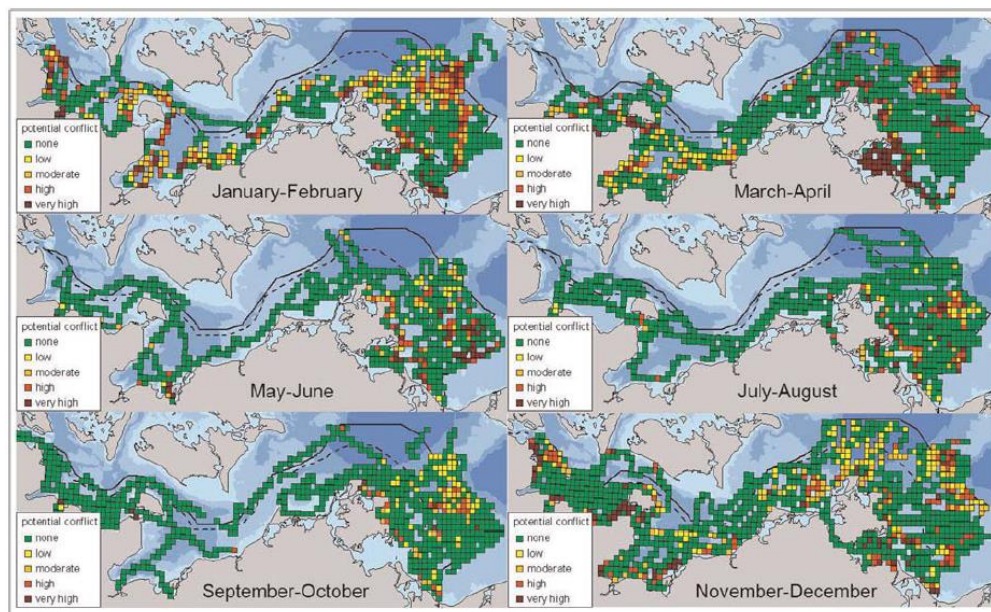 potential conflict
none
low
moderate
high
very high
January-February
potential conflict
none
low
moderate
high
very high
March-April
potential conflict
none
low
moderate
high
very high
May-June
potential conflict
none
low
moderate
high
very high
July-August
potential conflict
none
low
moderate
high
very high
September-October
potential conflict
none
low
moderate
high
very high
November-December